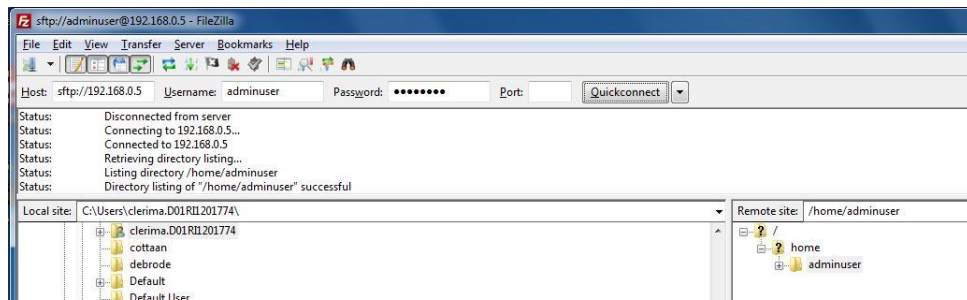 sftp://adminuser@192.168.0.5 - FileZilla
File Edit View Transfer Server Bookmarks Help
Host: sftp://192.168.0.5 Username: adminuser Password: ●●●●●●●● Port: Quickconnect
Status: Disconnected from server
Status: Connecting to 192.168.0.5...
Status: Connected to 192.168.0.5
Status: Retrieving directory listing...
Status: Listing directory /home/adminuser
Status: Directory listing of "/home/adminuser" successful
Local site: C:\Users\clerima.D01RI1201774\
clerima.D01RI1201774
cottaan
debrode
Default
Default User
Remote site: /home/adminuser
/
home
adminuser